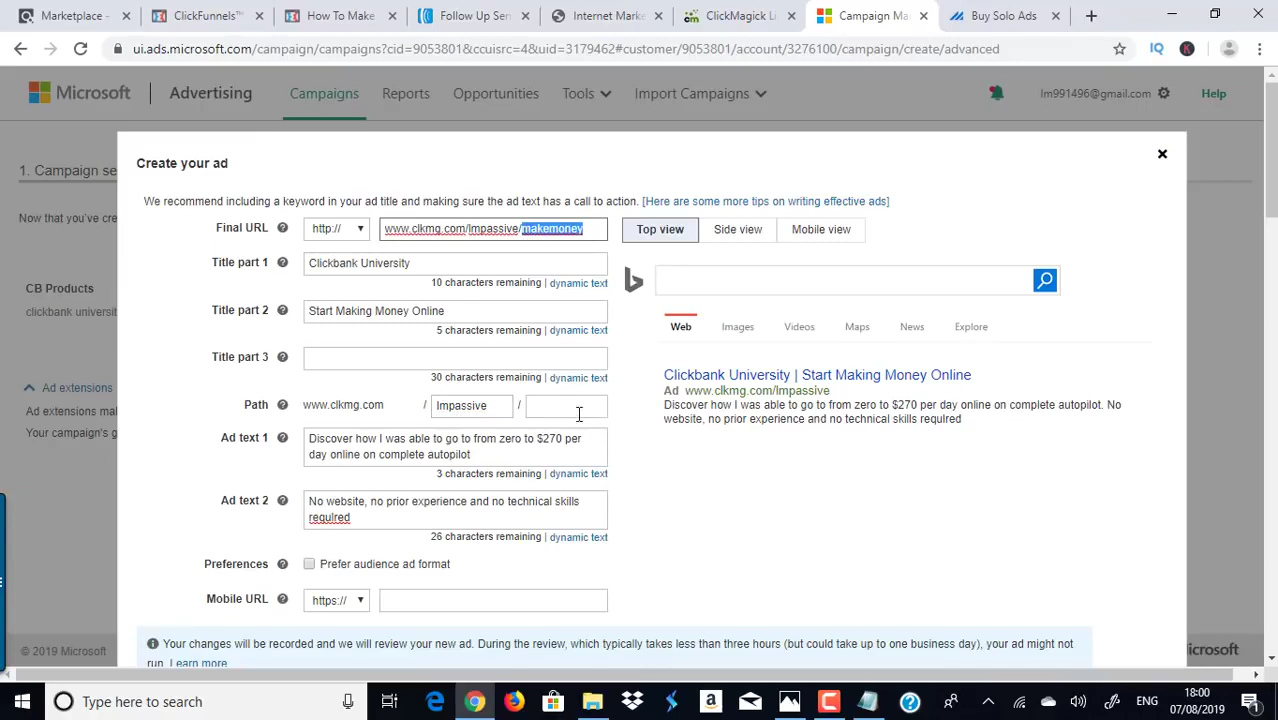 Marketplace -
ClickFunnels™
How To Make
Follow Up Ser
Internet Marke
ClickMagick Li
Campaign Ma
Buy Solo Ads
ui.ads.microsoft.com/campaign/campaigns?cid=9053801&ccuisrc=4&uid=3179462#customer/9053801/account/3276100/campaign/create/advanced
Microsoft Advertising Campaigns Reports Opportunities Tools Import Campaigns lm991496@gmail.com Help
1. Campaign se
Now that you've cre
CB Products
clickbank universit
Ad extensions
Ad extensions ma
Your campaign's g
Create your ad
We recommend including a keyword in your ad title and making sure the ad text has a call to action. [Here are some more tips on writing effective ads]
Final URL http:// www.clkmg.com/Impassive/makemoney
Title part 1 Clickbank University
10 characters remaining | dynamic text
Title part 2 Start Making Money Online
5 characters remaining | dynamic text
Title part 3
30 characters remaining | dynamic text
Path www.clkmg.com / Impassive /
Ad text 1 Discover how I was able to go to from zero to $270 per
day online on complete autopilot
3 characters remaining | dynamic text
Ad text 2 No website, no prior experience and no technical skills
requIred
26 characters remaining | dynamic text
Preferences Prefer audience ad format
Mobile URL https://
Top view Side view Mobile view
Web Images Videos Maps News Explore
Clickbank University | Start Making Money Online
Ad www.clkmg.com/Impassive
Discover how I was able to go to from zero to $270 per day online on complete autopilot. No
website, no prior experience and no technical skills requIred
Your changes will be recorded and we will review your new ad. During the review, which typically takes less than three hours (but could take up to one business day), your ad might not
run. Learn more
© 2019 Microsoft
icrosoft
Type here to search
ENG
18:00
07/08/2019